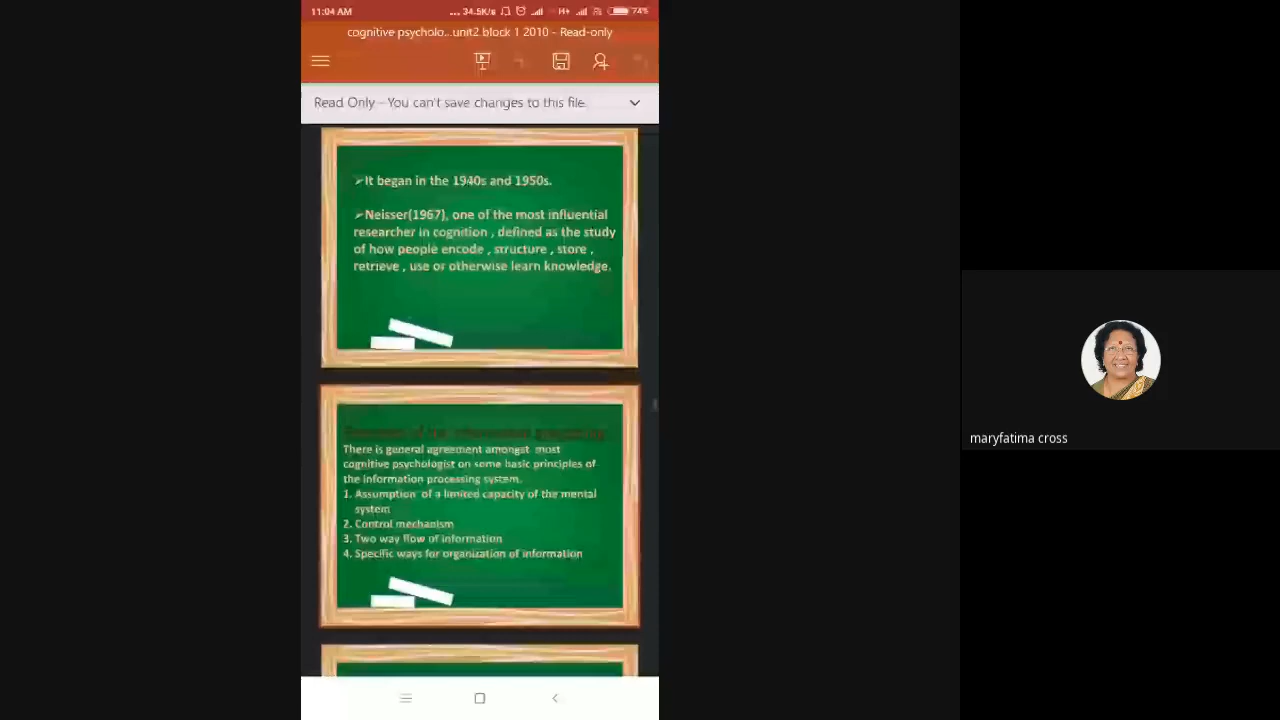 11:04 AM
... 34.5K/s
H+
74%
cognitive psycholo...unit2 block 1 2010 - Read-only
Read Only - You can't save changes to this file.
➢It began in the 1940s and 1950s.
➢Neisser(1967), one of the most influential
researcher in cognition , defined as the study
of how people encode , structure , store ,
retrieve , use or otherwise learn knowledge.
There is general agreement amongst most
cognitive psychologist on some basic principles of
the information processing system.
1. Assumption of a limited capacity of the mental
system
2. Control mechanism
3. Two way flow of information
4. Specific ways for organization of information
maryfatima cross